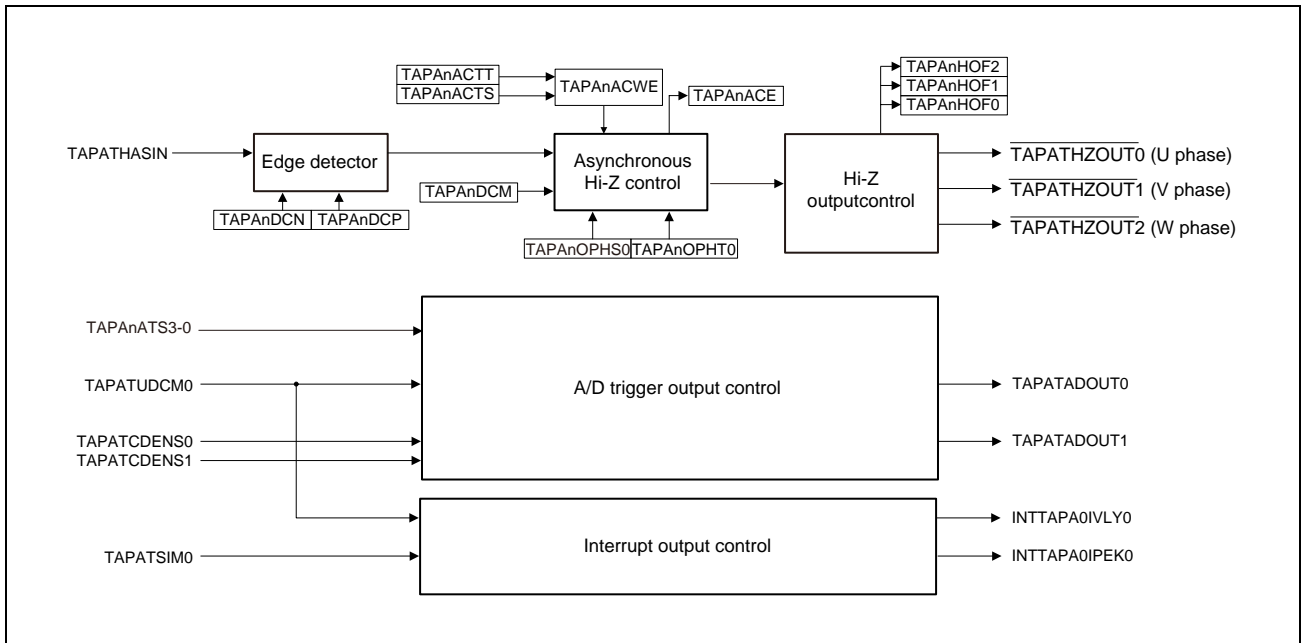 TAPAnACTT
TAPAnACTS
TAPAnACWE
TAPAnACE
TAPAnHOF2
TAPAnHOF1
TAPAnHOF0
TAPATHASIN
Edge detector
TAPAnDCN
TAPAnDCP
TAPAnDCM
Asynchronous
Hi-Z control
TAPAnOPHS0
TAPAnOPHT0
Hi-Z
outputcontrol
TAPATHZOUT0 (U phase)
TAPATHZOUT1 (V phase)
TAPATHZOUT2 (W phase)
TAPAnATS3-0
TAPATUDCM0
TAPATCDENS0
TAPATCDENS1
A/D trigger output control
TAPATADOUT0
TAPATADOUT1
TAPATSIM0
Interrupt output control
INTTAPA0IVLY0
INTTAPA0IPEK0